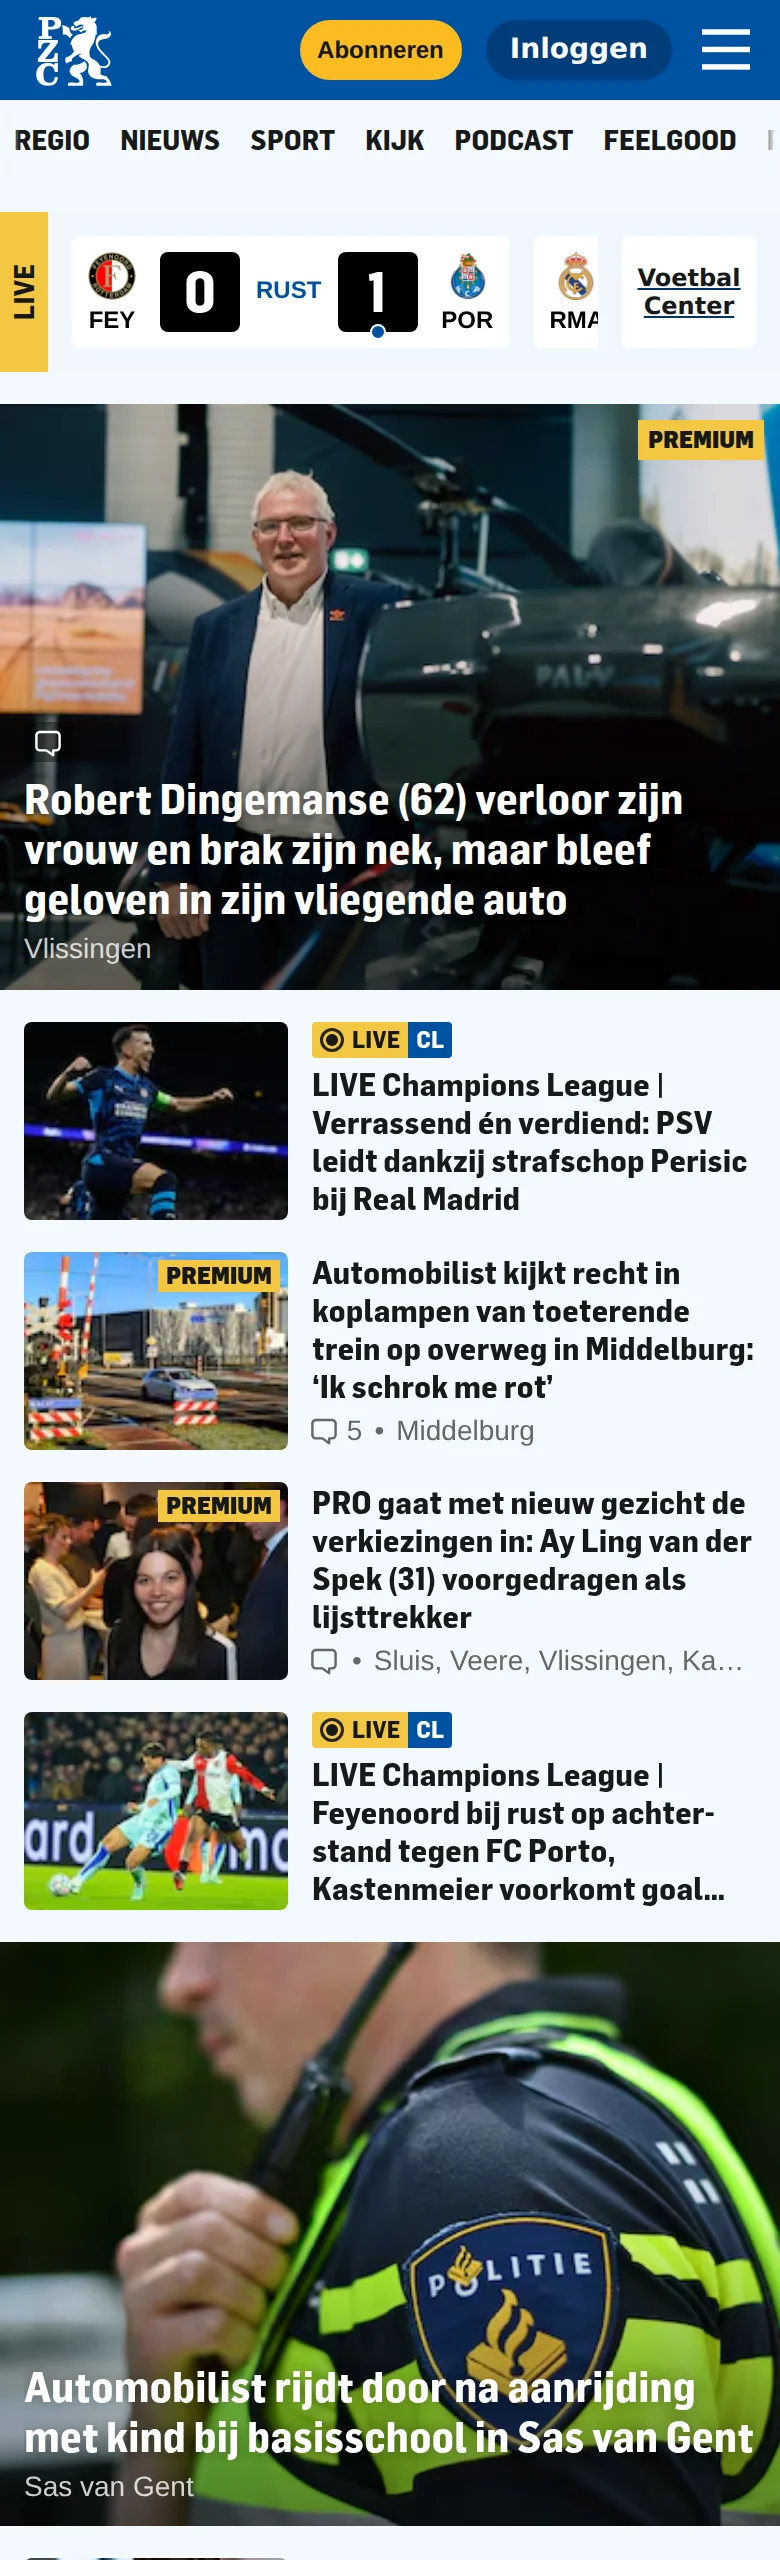 PZC
Abonneren
Inloggen
REGIO NIEUWS SPORT KIJK PODCAST FEELGOOD
LIVE
FEY
0
RUST
1
POR
RMA
Voetbal
Center
PREMIUM
PAL-V
Robert Dingemanse (62) verloor zijn
vrouw en brak zijn nek, maar bleef
geloven in zijn vliegende auto
Vlissingen
LIVE CL
LIVE Champions League |
Verrassend én verdiend: PSV
leidt dankzij strafschop Perisic
bij Real Madrid
PREMIUM
Automobilist kijkt recht in
koplampen van toeterende
trein op overweg in Middelburg:
‘Ik schrok me rot’
5 • Middelburg
PREMIUM
PRO gaat met nieuw gezicht de
verkiezingen in: Ay Ling van der
Spek (31) voorgedragen als
lijsttrekker
• Sluis, Veere, Vlissingen, Ka...
LIVE CL
LIVE Champions League |
Feyenoord bij rust op achter-
stand tegen FC Porto,
Kastenmeier voorkomt goal...
POLITIE
Automobilist rijdt door na aanrijding
met kind bij basisschool in Sas van Gent
Sas van Gent